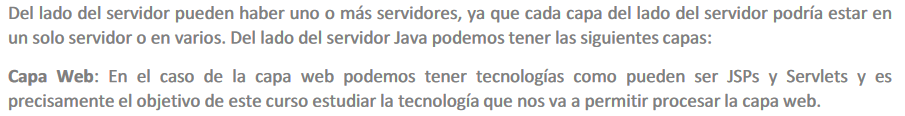 Del lado del servidor pueden haber uno o más servidores, ya que cada capa del lado del servidor podría estar en
un solo servidor o en varios. Del lado del servidor Java podemos tener las siguientes capas:
Capa Web: En el caso de la capa web podemos tener tecnologías como pueden ser JSPs y Servlets y es
precisamente el objetivo de este curso estudiar la tecnología que nos va a permitir procesar la capa web.